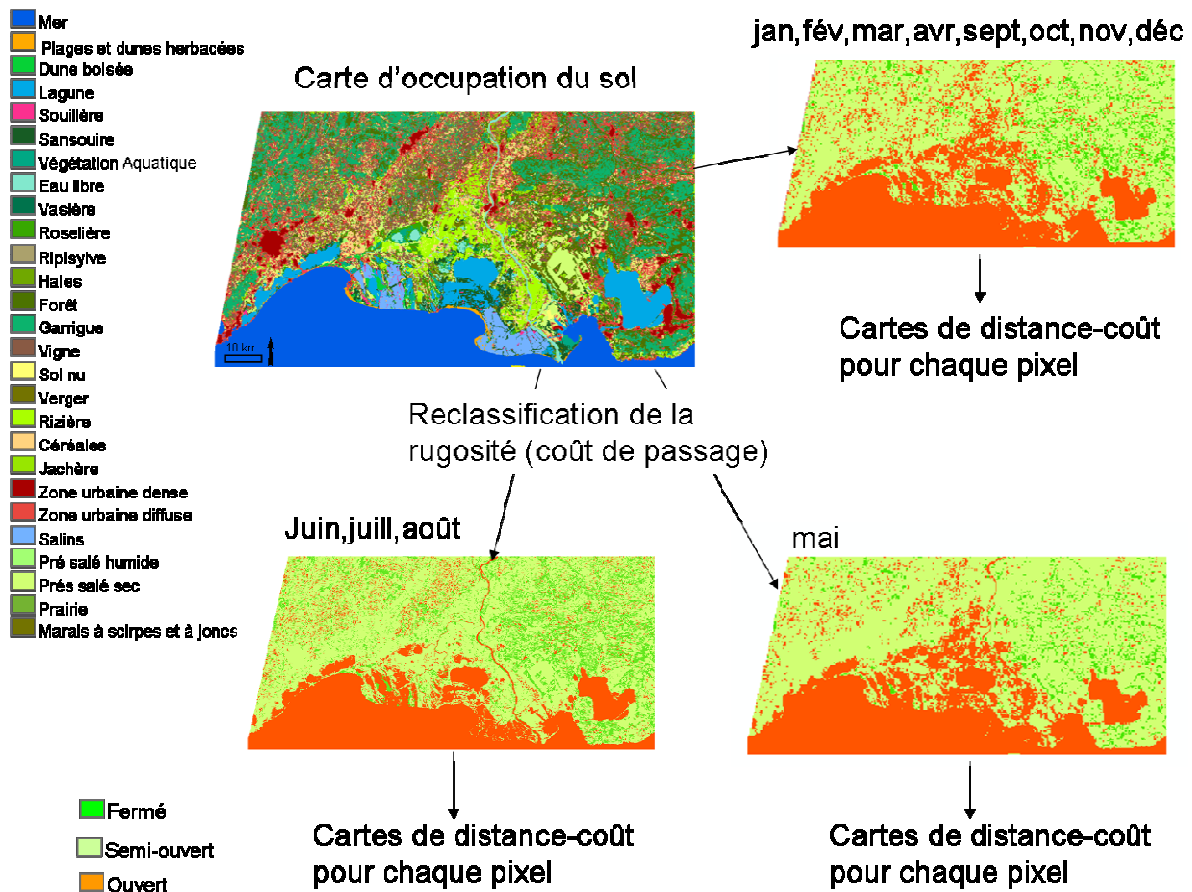 Mer
Plages et dunes herbacées
Dune boisée
Lagune
Souillère
Sansouire
Végétation Aquatique
Eau libre
Vasière
Roselière
Ripisylve
Haies
Forêt
Garrigue
Vigne
Sol nu
Verger
Rizière
Céréales
Jachère
Zone urbaine dense
Zone urbaine diffuse
Salins
Pré salé humide
Prés salé sec
Prairie
Marais à scirpes et à joncs
Carte d'occupation du sol
10 km
jan,fév,mar,avr,sept,oct,nov,déc
Cartes de distance-coût
pour chaque pixel
Reclassification de la
rugosité (coût de passage)
Juin,juill,août
mai
Fermé
Semi-ouvert
Ouvert
Cartes de distance-coût
pour chaque pixel
Cartes de distance-coût
pour chaque pixel